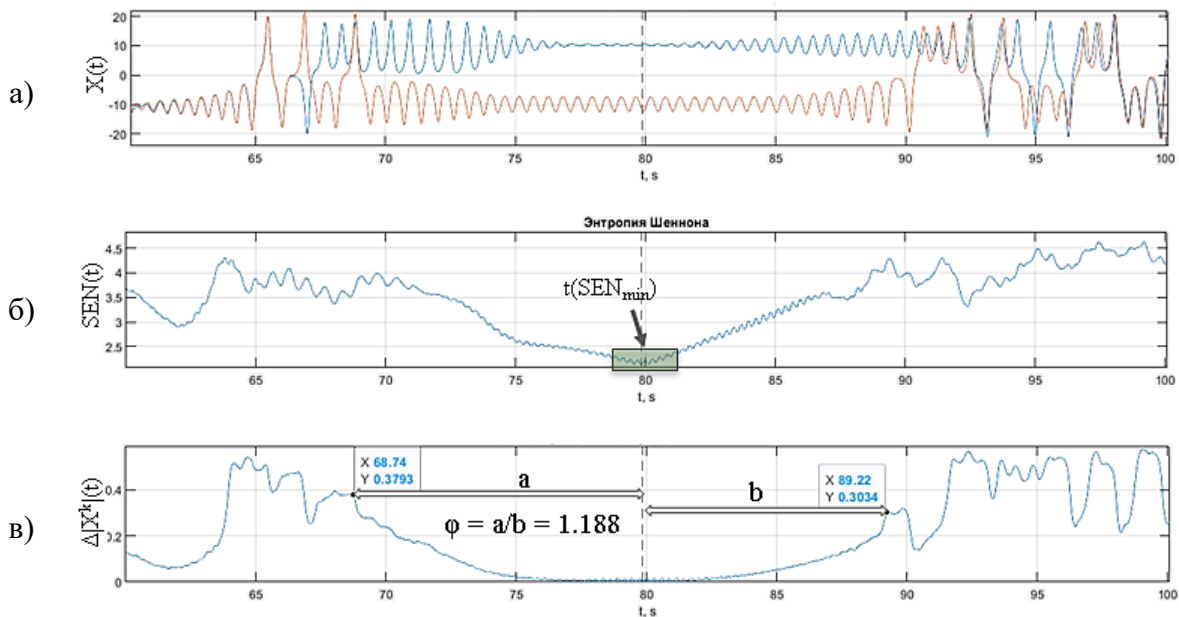 а)
X(t)
20
10
0
-10
-20
65
70
75
80
85
90
95
100
t, s
Энтропия Шеннона
б)
SEN(t)
4.5
4
3.5
3
2.5
t(SENmin)
65
70
75
80
85
90
95
100
t, s
в)
Δ|X^k|(t)
0.4
0.2
0
X 68.74
Y 0.3793
a
φ = a/b = 1.188
b
X 89.22
Y 0.3034
65
70
75
80
85
90
95
100
t, s